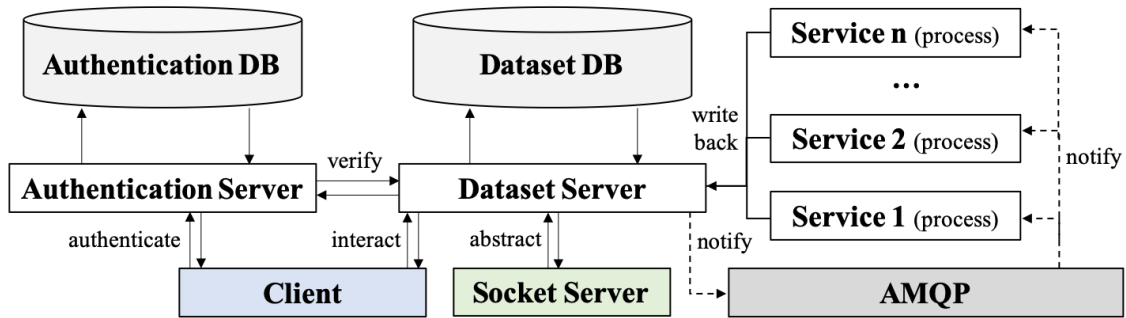 Authentication DB
Dataset DB
Service n (process)
...
write
back
Service 2 (process)
notify
verify
Authentication Server
Dataset Server
Service 1 (process)
authenticate
interact
abstract
notify
Client
Socket Server
AMQP